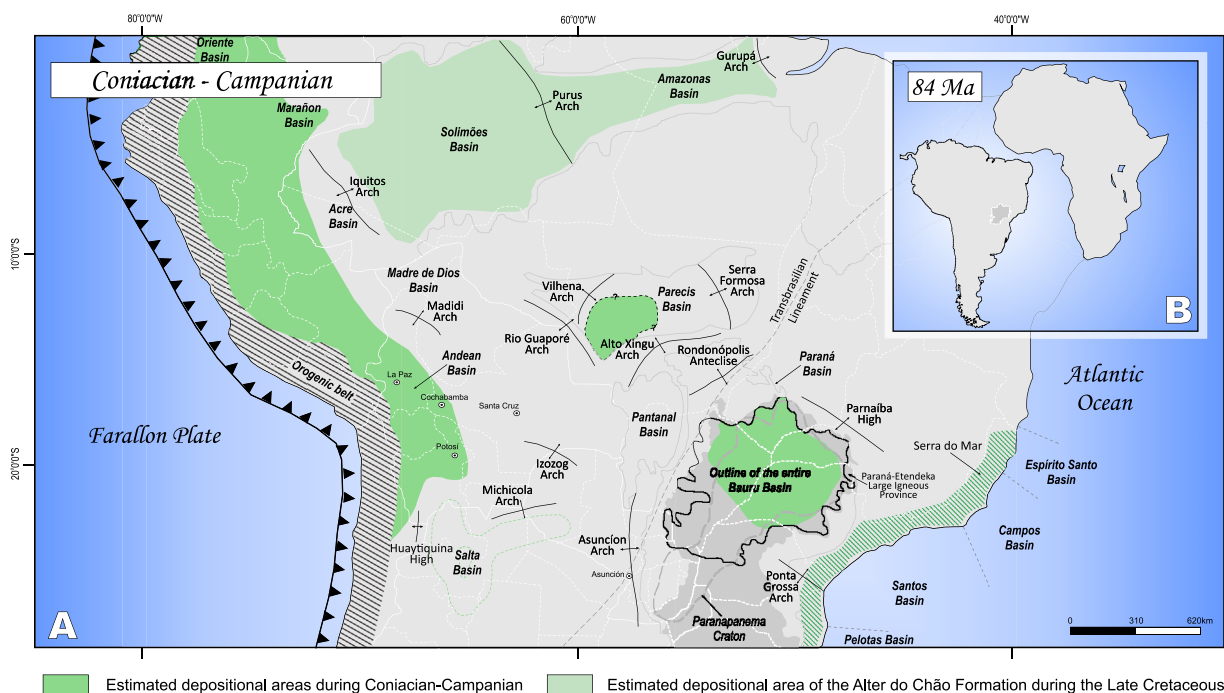 80°0'0"W
60°0'0"W
40°0'0"W
10°0'0"S
20°0'0"S
Oriente
Basin
Coniacian - Campanian
Marañon
Basin
Solimões
Basin
Purus
Arch
Amazonas
Basin
Gurupá
Arch
84 Ma
B
Iquitos
Arch
Acre
Basin
Madre de Dios
Basin
Madidi
Arch
Vilhena
Arch
Parecis
Basin
Serra
Formosa
Arch
Transbrasilian
Lineament
?
?
Rio Guaporé
Arch
Alto Xingu
Arch
Rondonópolis
Anteclise
Paraná
Basin
Andean
Basin
Orogenic belt
La Paz
Cochabamba
Santa Cruz
Potosí
Farallon Plate
Atlantic
Ocean
Pantanal
Basin
Parnaíba
High
Serra do Mar
Espírito Santo
Basin
Izozog
Arch
Michicola
Arch
Outline of the entire
Bauru Basin
Paraná-Etendeka
Large Igneous
Province
Campos
Basin
Huaytiquina
High
Salta
Basin
Asuncíon
Arch
Asunción
Ponta
Grossa
Arch
Santos
Basin
Paranapanema
Craton
Pelotas Basin
0 310 620km
A
Estimated depositional areas during Coniacian-Campanian
Estimated depositional area of the Alter do Chão Formation during the Late Cretaceous